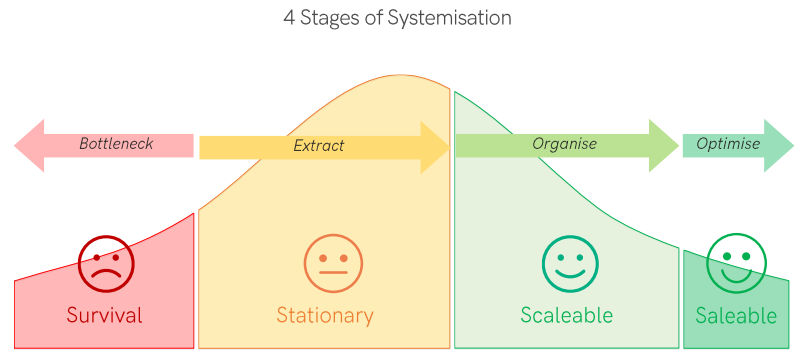 4 Stages of Systemisation
Bottleneck
Extract
Organise
Optimise
Survival
Stationary
Scaleable
Saleable